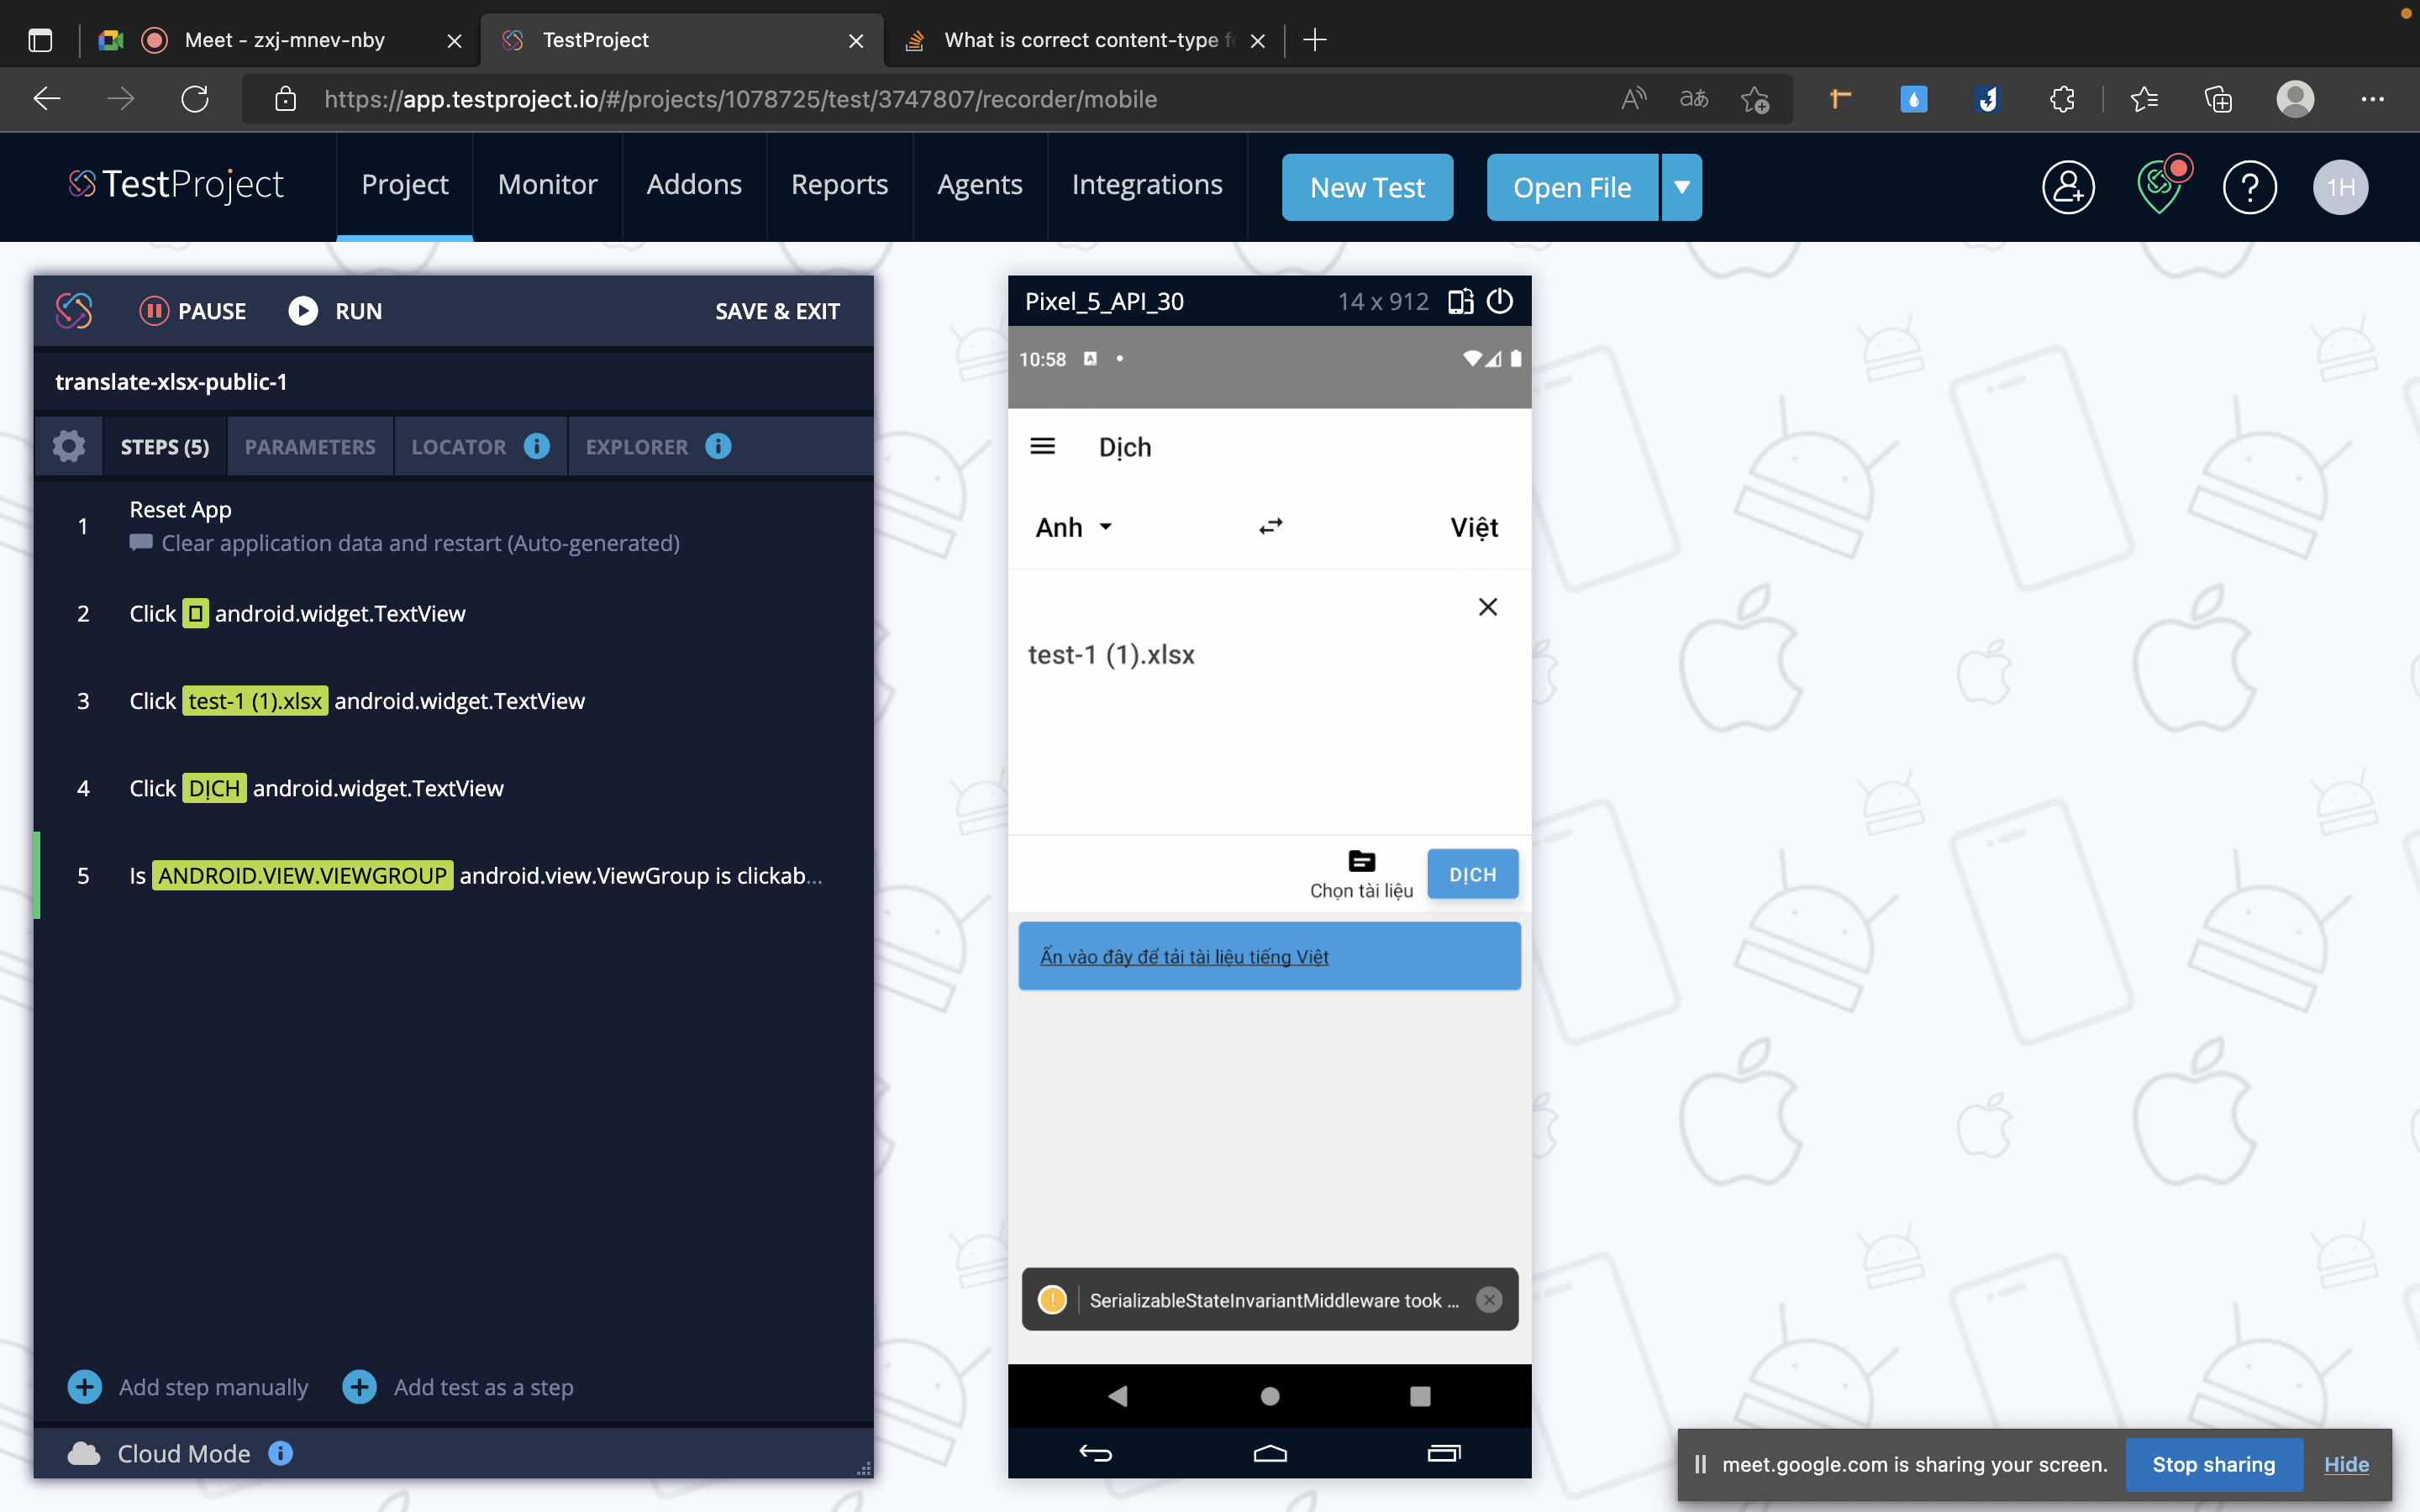 Meet - zxj-mnev-nby
TestProject
What is correct content-type f
https://app.testproject.io/#/projects/1078725/test/3747807/recorder/mobile
TestProject
Project
Monitor
Addons
Reports
Agents
Integrations
New Test
Open File
1H
PAUSE
RUN
SAVE & EXIT
translate-xlsx-public-1
STEPS (5)
PARAMETERS
LOCATOR
EXPLORER
1
Reset App
Clear application data and restart (Auto-generated)
2
Click android.widget.TextView
3
Click test-1 (1).xlsx android.widget.TextView
4
Click DỊCH android.widget.TextView
5
Is ANDROID.VIEW.VIEWGROUP android.view.ViewGroup is clickab...
Add step manually
Add test as a step
Cloud Mode
Pixel_5_API_30
14 x 912
10:58
Dịch
Anh
Việt
test-1 (1).xlsx
Chọn tài liệu
DỊCH
Ấn vào đây để tải tài liệu tiếng Việt
SerializableStateInvariantMiddleware took ...
meet.google.com is sharing your screen.
Stop sharing
Hide